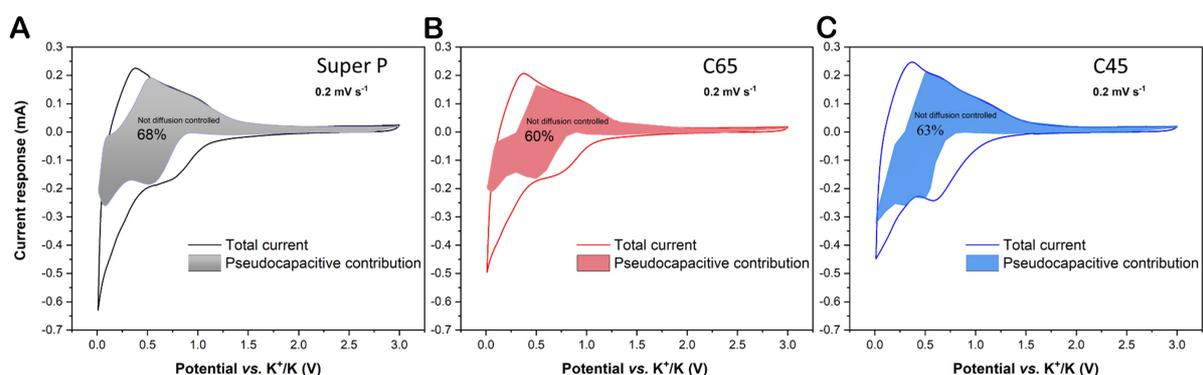 A
B
C
Super P
0.2 mV s⁻¹
Not diffusion controlled
68%
Total current
Pseudocapacitive contribution
Current response (mA)
0.3
0.2
0.1
0.0
-0.1
-0.2
-0.3
-0.4
-0.5
-0.6
-0.7
0.0 0.5 1.0 1.5 2.0 2.5 3.0
Potential vs. K⁺/K (V)
C65
0.2 mV s⁻¹
Not diffusion controlled
60%
Total current
Pseudocapacitive contribution
0.3
0.2
0.1
0.0
-0.1
-0.2
-0.3
-0.4
-0.5
-0.6
-0.7
0.0 0.5 1.0 1.5 2.0 2.5 3.0
Potential vs. K⁺/K (V)
C45
0.2 mV s⁻¹
Not diffusion controlled
63%
Total current
Pseudocapacitive contribution
0.3
0.2
0.1
0.0
-0.1
-0.2
-0.3
-0.4
-0.5
-0.6
-0.7
0.0 0.5 1.0 1.5 2.0 2.5 3.0
Potential vs. K⁺/K (V)